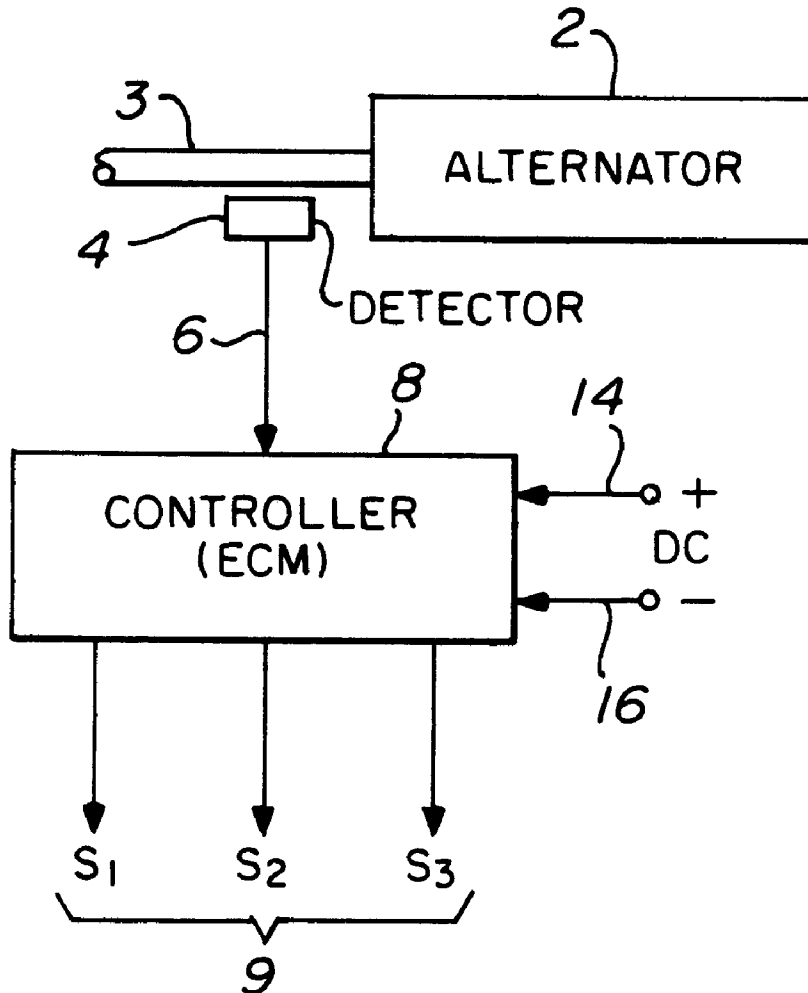 2
3
ALTERNATOR
4
DETECTOR
6
8
14
CONTROLLER
(ECM)
+
DC
−
16
S1 S2 S3
9